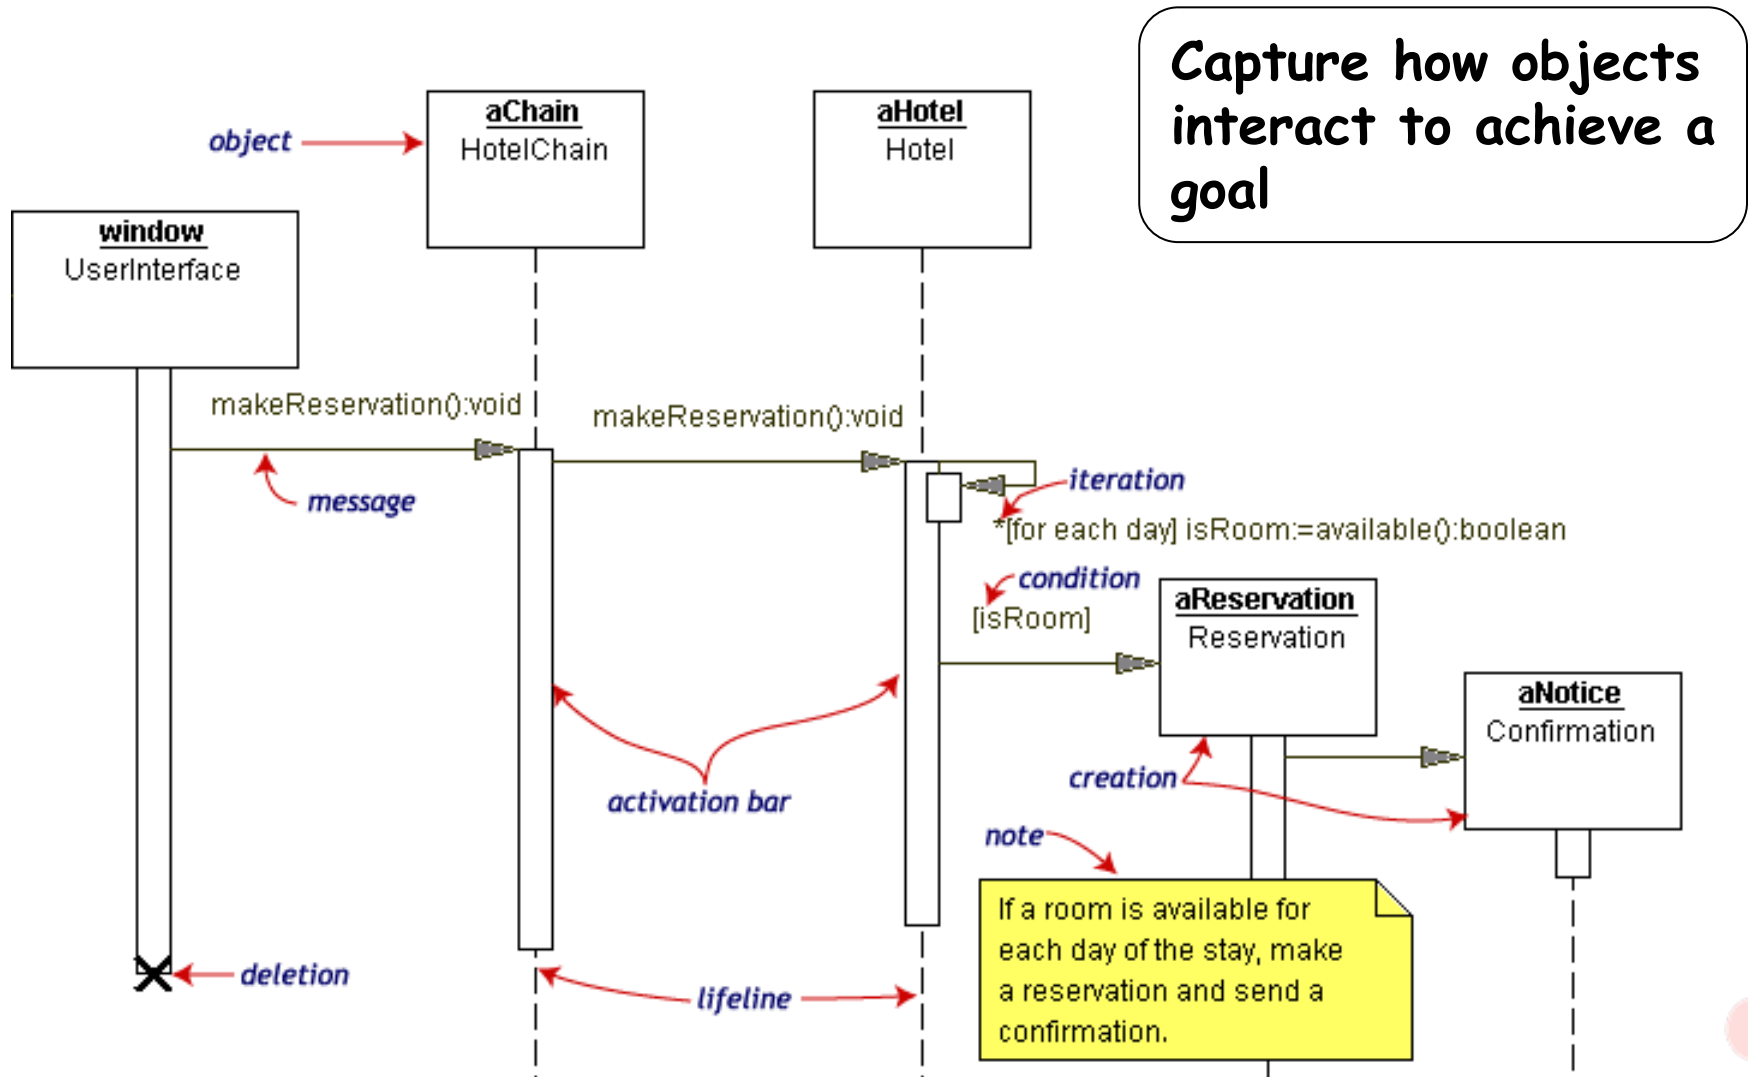 Capture how objects
interact to achieve a
goal
object
aChain
HotelChain
aHotel
Hotel
window
UserInterface
makeReservation():void
makeReservation():void
message
iteration
*[for each day] isRoom:=available():boolean
condition
[isRoom]
aReservation
Reservation
aNotice
Confirmation
activation bar
creation
note
If a room is available for
each day of the stay, make
a reservation and send a
confirmation.
deletion
lifeline